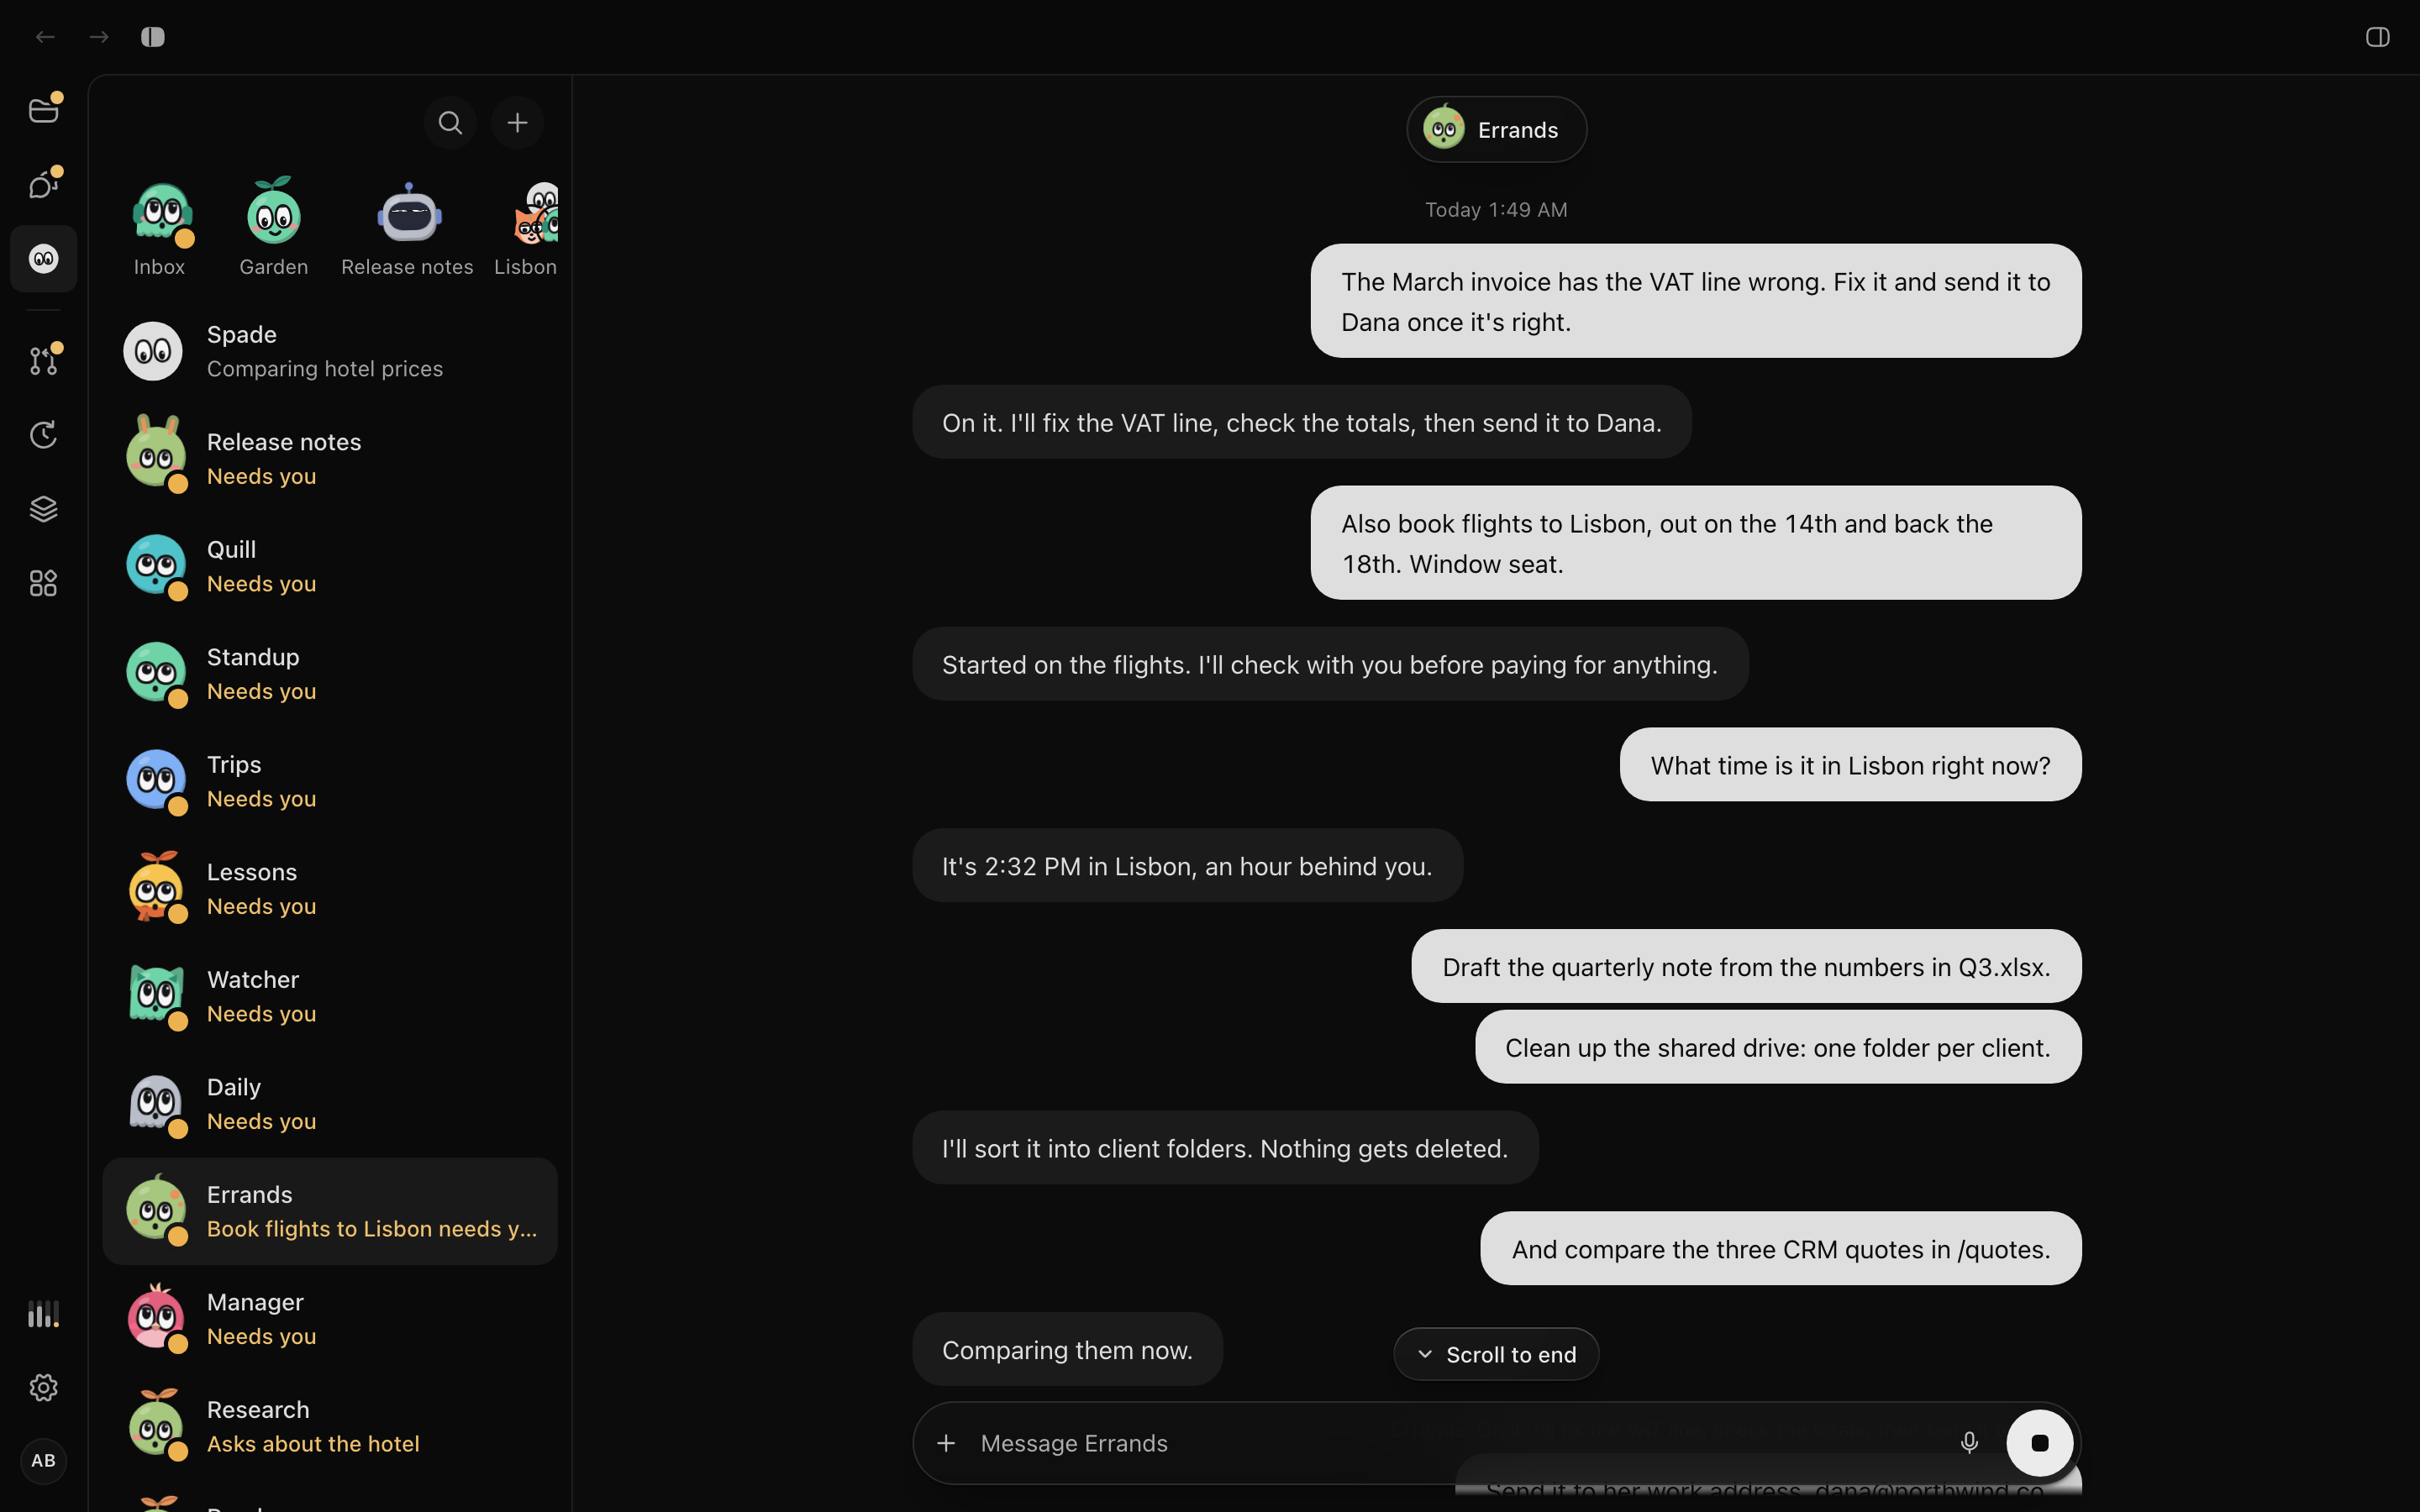 Inbox
Garden
Release notes
Lisbon
Spade
Comparing hotel prices
Release notes
Needs you
Quill
Needs you
Standup
Needs you
Trips
Needs you
Lessons
Needs you
Watcher
Needs you
Daily
Needs you
Errands
Book flights to Lisbon needs y...
Manager
Needs you
Research
Asks about the hotel
AB
Errands
Today 1:49 AM
The March invoice has the VAT line wrong. Fix it and send it to
Dana once it's right.
On it. I'll fix the VAT line, check the totals, then send it to Dana.
Also book flights to Lisbon, out on the 14th and back the
18th. Window seat.
Started on the flights. I'll check with you before paying for anything.
What time is it in Lisbon right now?
It's 2:32 PM in Lisbon, an hour behind you.
Draft the quarterly note from the numbers in Q3.xlsx.
Clean up the shared drive: one folder per client.
I'll sort it into client folders. Nothing gets deleted.
And compare the three CRM quotes in /quotes.
Comparing them now.
Scroll to end
Message Errands
Send it to her work address, dana@northwind.co